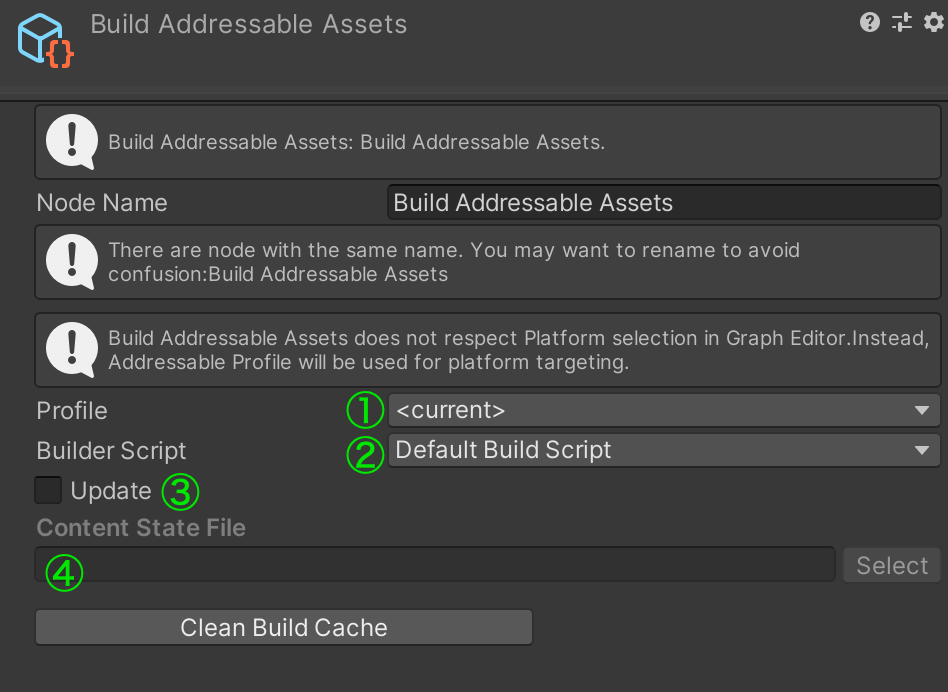 Build Addressable Assets
Build Addressable Assets: Build Addressable Assets.
Node Name
Build Addressable Assets
There are node with the same name. You may want to rename to avoid
confusion:Build Addressable Assets
Build Addressable Assets does not respect Platform selection in Graph Editor.Instead,
Addressable Profile will be used for platform targeting.
Profile ① <current>
Builder Script ② Default Build Script
Update ③
Content State File
④ Select
Clean Build Cache